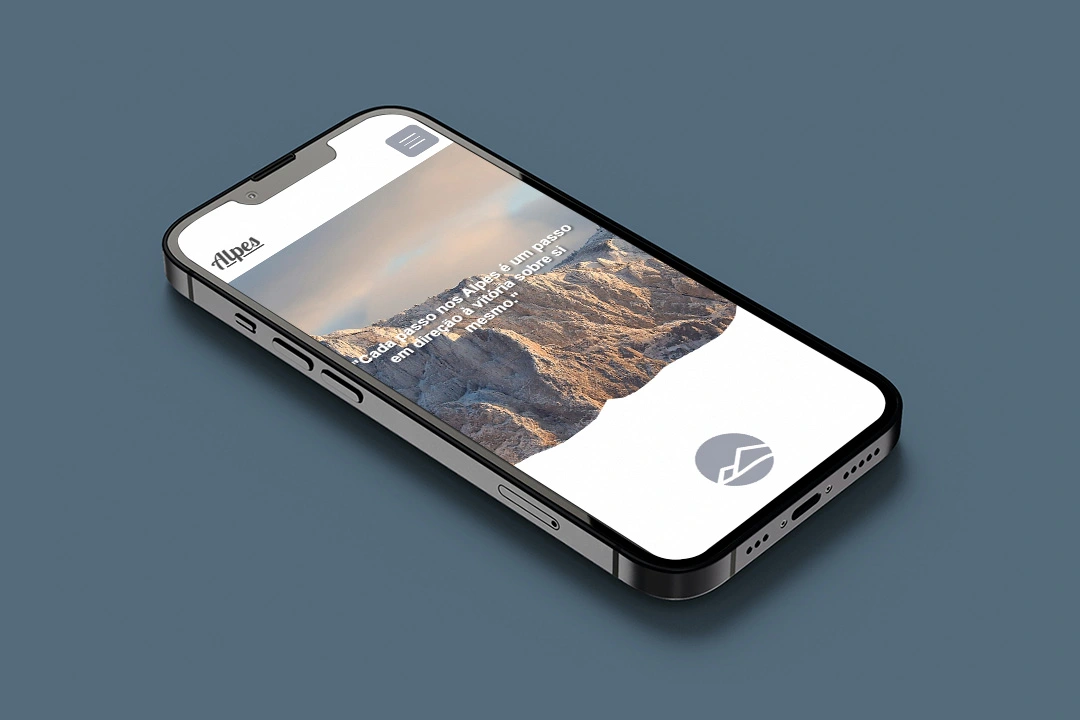 Alpes
"Cada passo nos Alpes é um passo
em direção à vitória sobre si
mesmo."